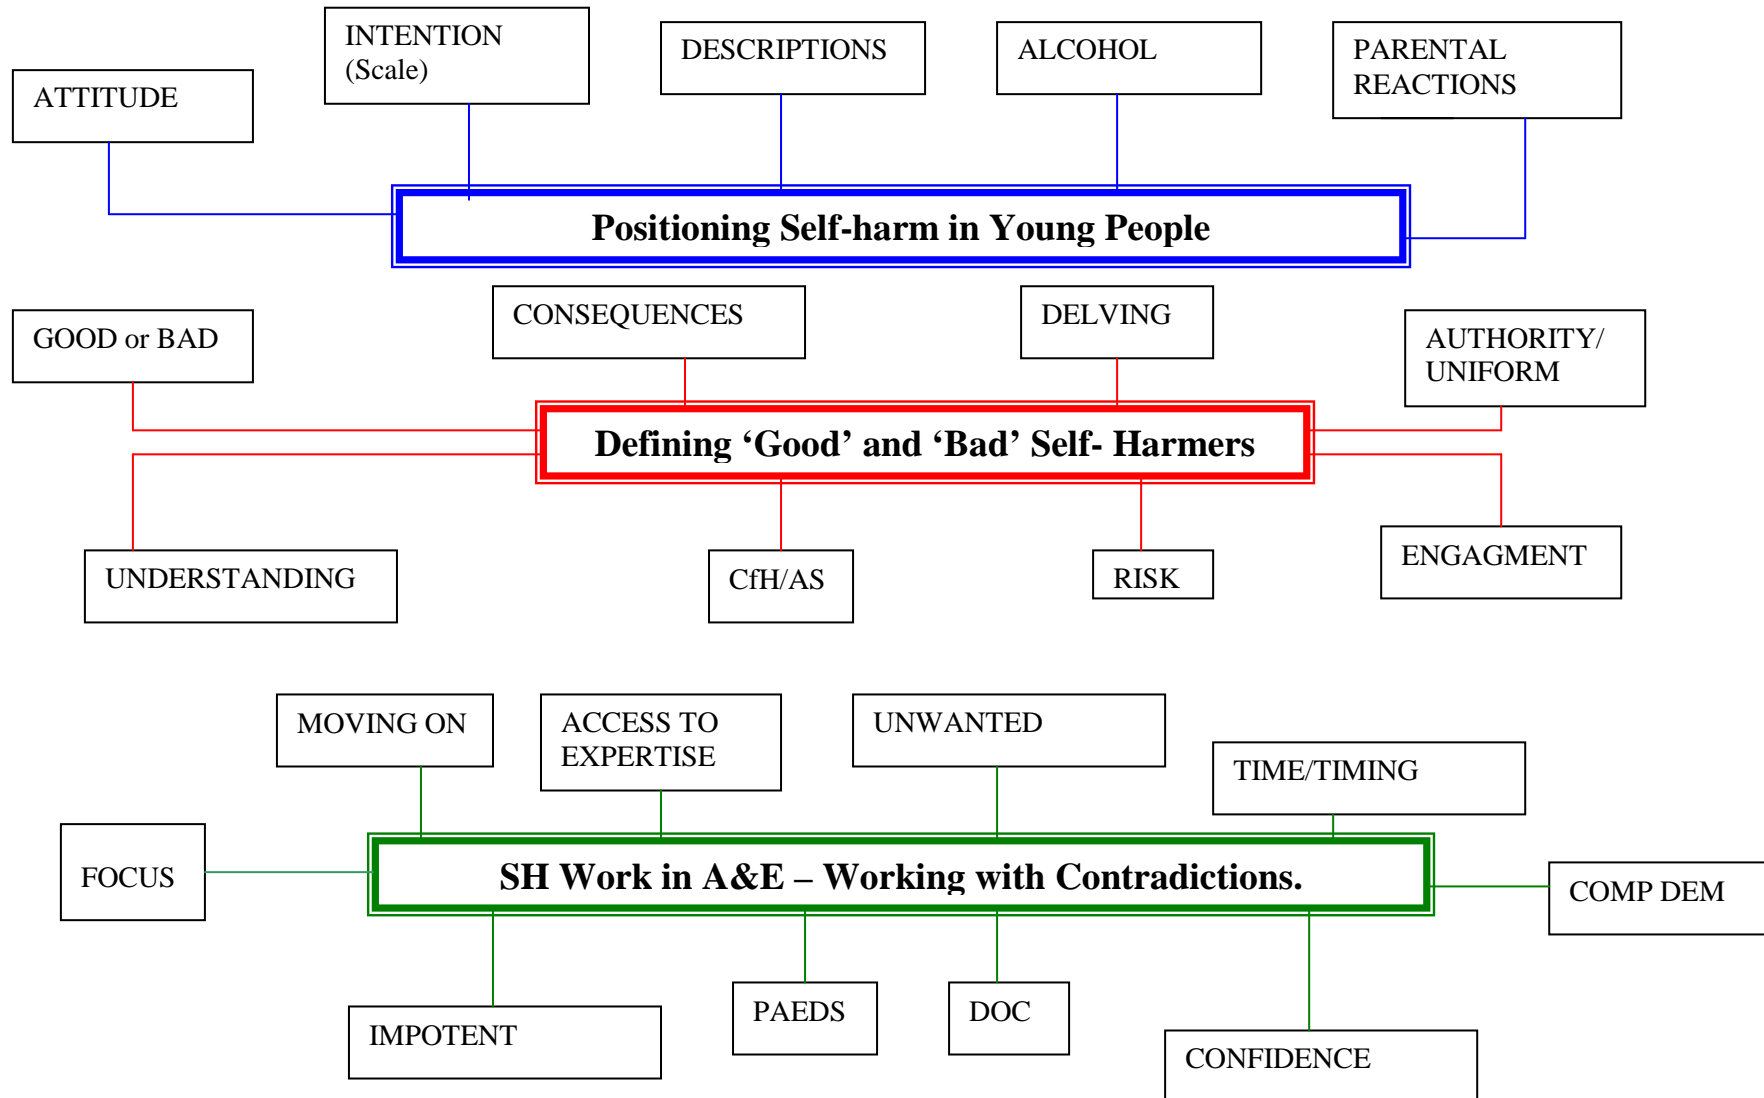 ATTITUDE
INTENTION
(Scale)
DESCRIPTIONS
ALCOHOL
PARENTAL
REACTIONS
Positioning Self-harm in Young People
GOOD or BAD
CONSEQUENCES
DELVING
AUTHORITY/
UNIFORM
Defining ‘Good’ and ‘Bad’ Self- Harmers
UNDERSTANDING
CfH/AS
RISK
ENGAGMENT
MOVING ON
ACCESS TO
EXPERTISE
UNWANTED
TIME/TIMING
FOCUS
SH Work in A&E – Working with Contradictions.
COMP DEM
IMPOTENT
PAEDS
DOC
CONFIDENCE